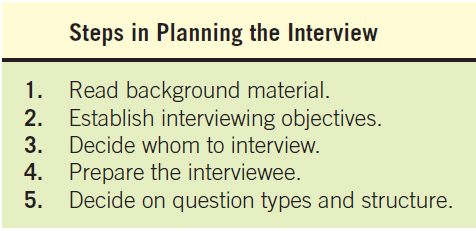 Steps in Planning the Interview
1. Read background material.
2. Establish interviewing objectives.
3. Decide whom to interview.
4. Prepare the interviewee.
5. Decide on question types and structure.